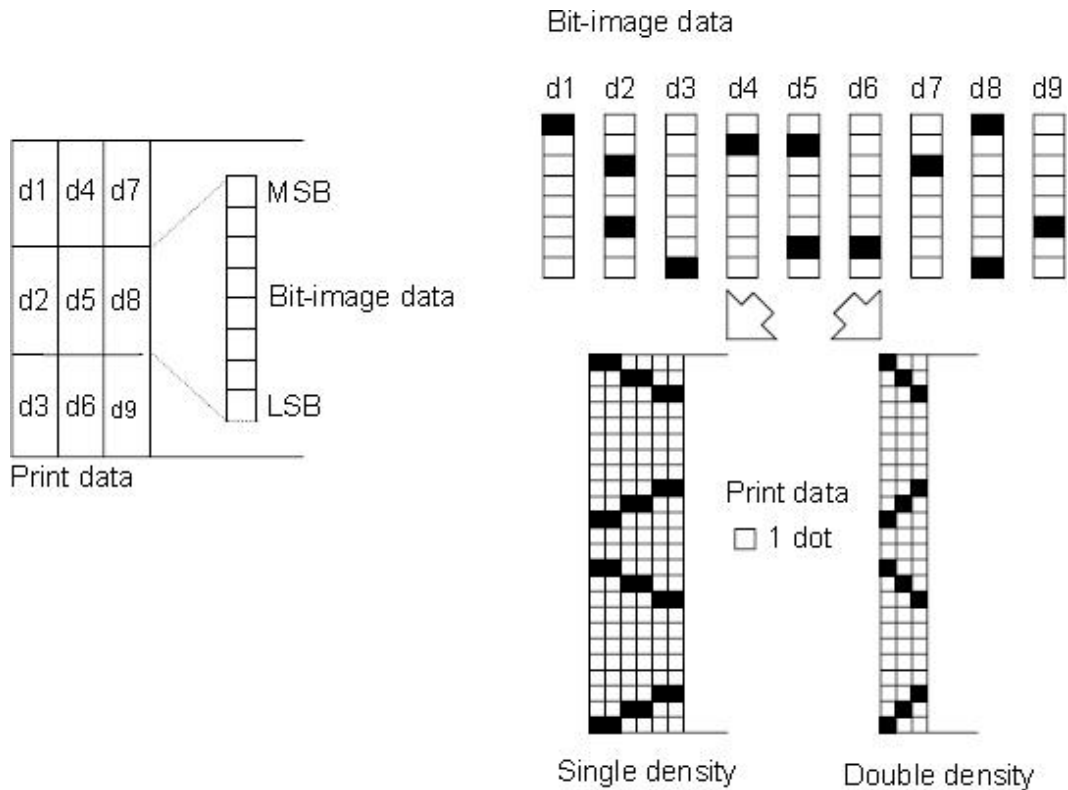 Bit-image data
d1 d2 d3 d4 d5 d6 d7 d8 d9
d1 d4 d7
d2 d5 d8
d3 d6 d9
MSB
Bit-image data
LSB
Print data
Print data
1 dot
Single density
Double density